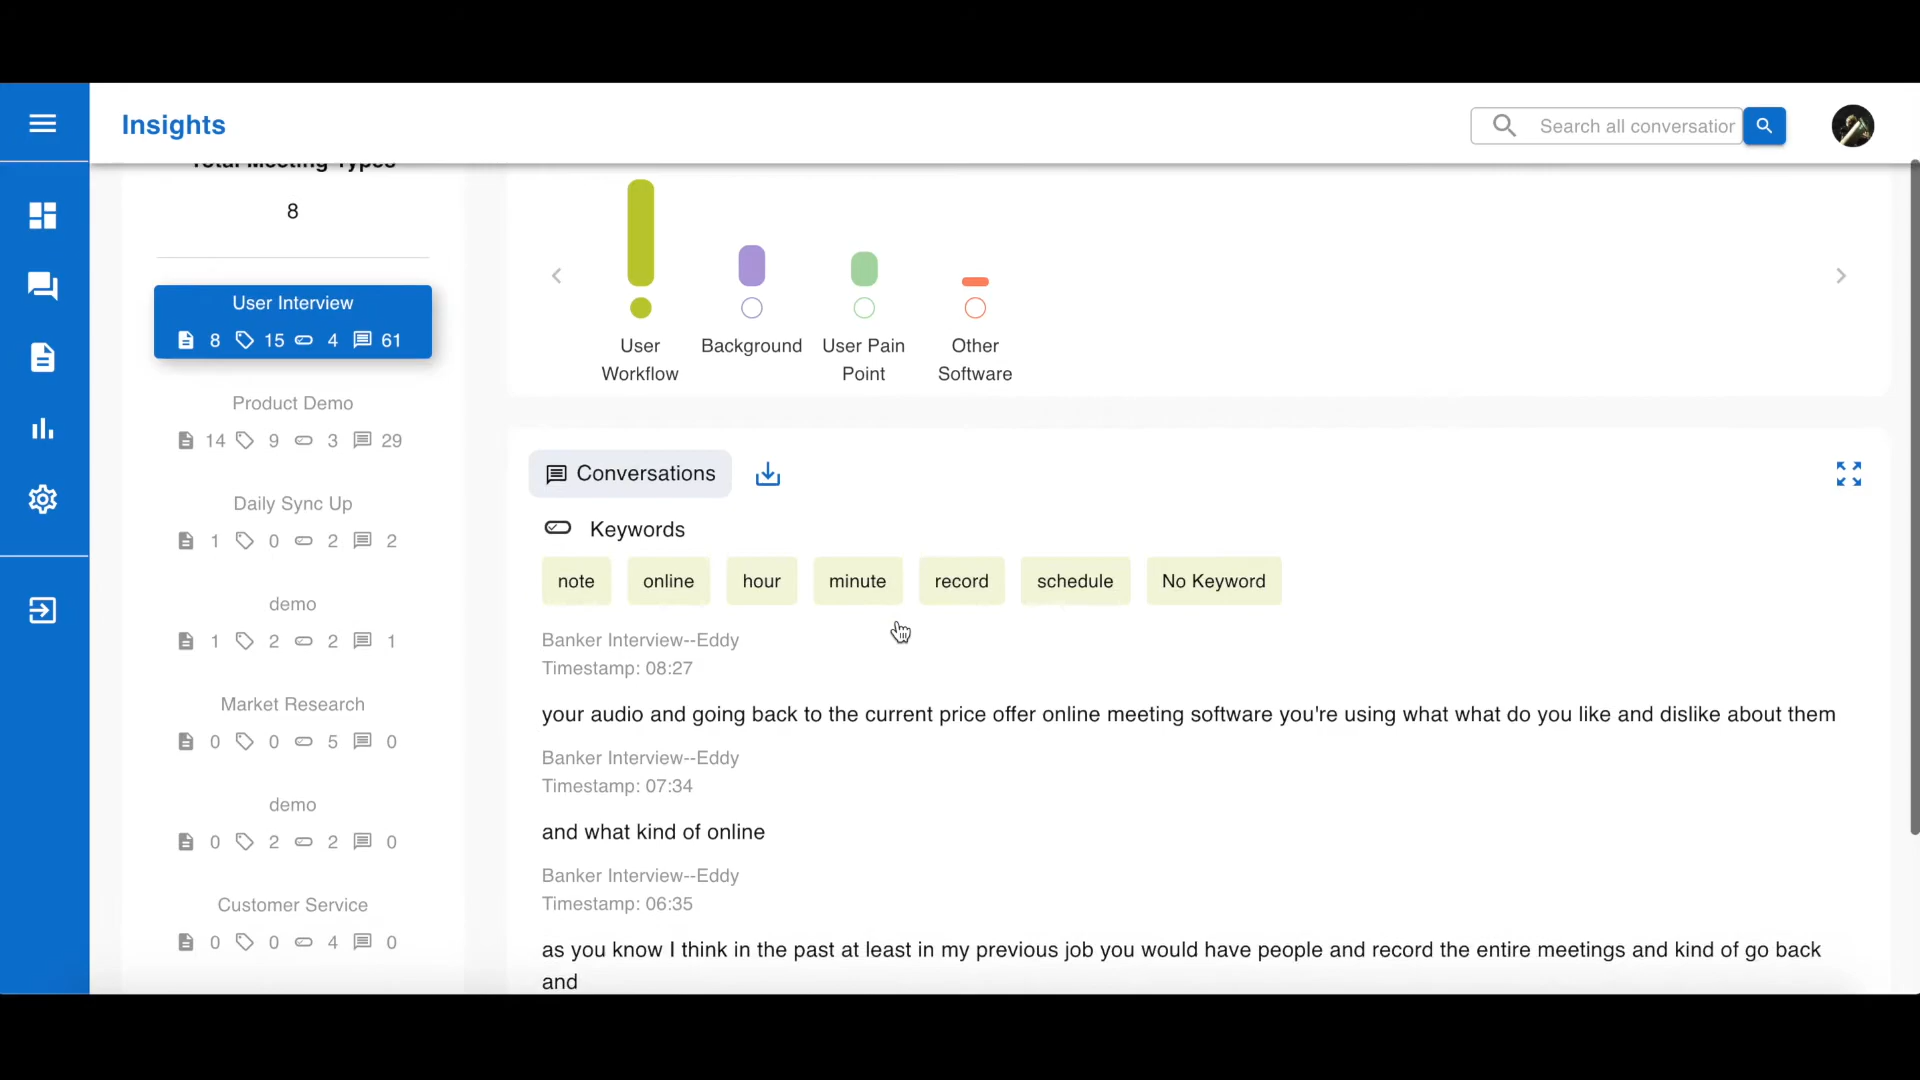 Insights
Search all conversation
Total Meeting Types
8
User Interview
8 15 4 61
Product Demo
14 9 3 29
Daily Sync Up
1 0 2 2
demo
1 2 2 1
Market Research
0 0 5 0
demo
0 2 2 0
Customer Service
0 0 4 0
User
Workflow
Background
User Pain
Point
Other
Software
Conversations
Keywords
note online hour minute record schedule No Keyword
Banker Interview--Eddy
Timestamp: 08:27
your audio and going back to the current price offer online meeting software you're using what what do you like and dislike about them
Banker Interview--Eddy
Timestamp: 07:34
and what kind of online
Banker Interview--Eddy
Timestamp: 06:35
as you know I think in the past at least in my previous job you would have people and record the entire meetings and kind of go back
and